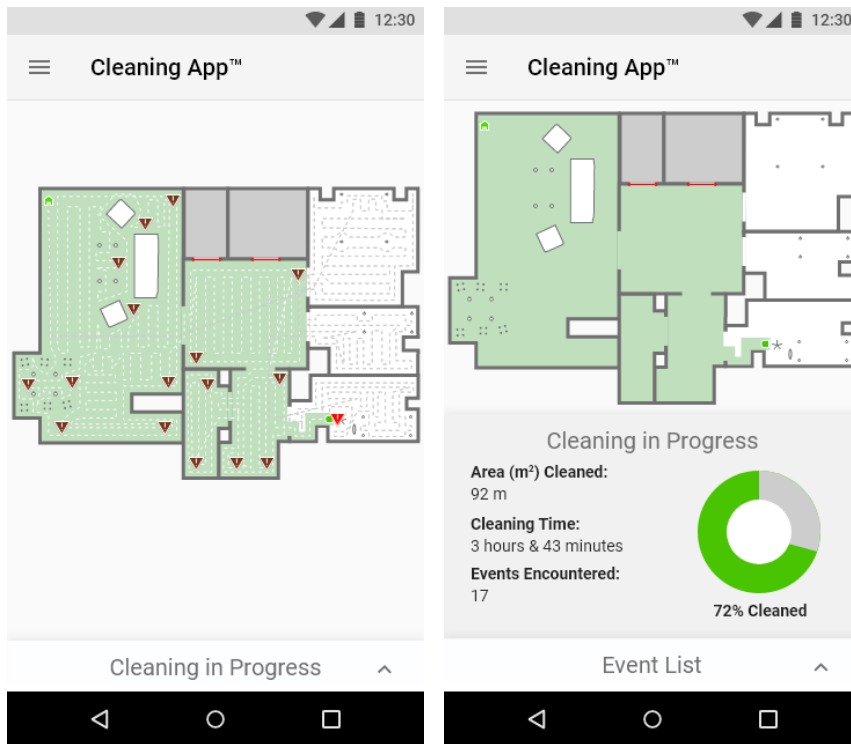 12:30
Cleaning App™
Cleaning in Progress
12:30
Cleaning App™
Cleaning in Progress
Area (m²) Cleaned:
92 m
Cleaning Time:
3 hours & 43 minutes
Events Encountered:
17
72% Cleaned
Event List